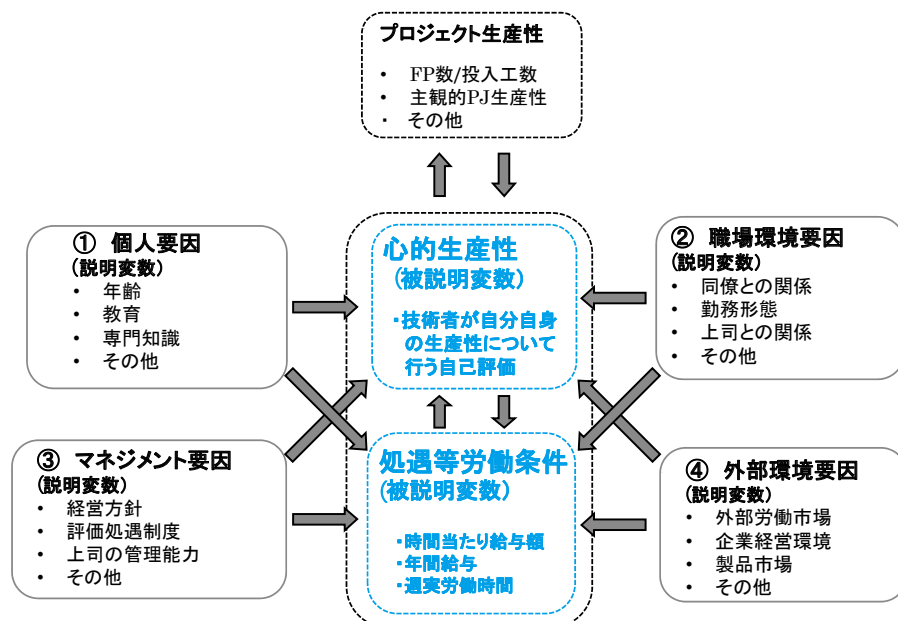 プロジェクト生産性
・ FP数/投入工数
・ 主観的PJ生産性
・ その他
① 個人要因
(説明変数)
・ 年齢
・ 教育
・ 専門知識
・ その他
心的生産性
(被説明変数)
・技術者が自分自身
の生産性について
行う自己評価
② 職場環境要因
(説明変数)
・ 同僚との関係
・ 勤務形態
・ 上司との関係
・ その他
③ マネジメント要因
(説明変数)
・ 経営方針
・ 評価処遇制度
・ 上司の管理能力
・ その他
処遇等労働条件
(被説明変数)
・時間当たり給与額
・年間給与
・週実労働時間
④ 外部環境要因
(説明変数)
・ 外部労働市場
・ 企業経営環境
・ 製品市場
・ その他